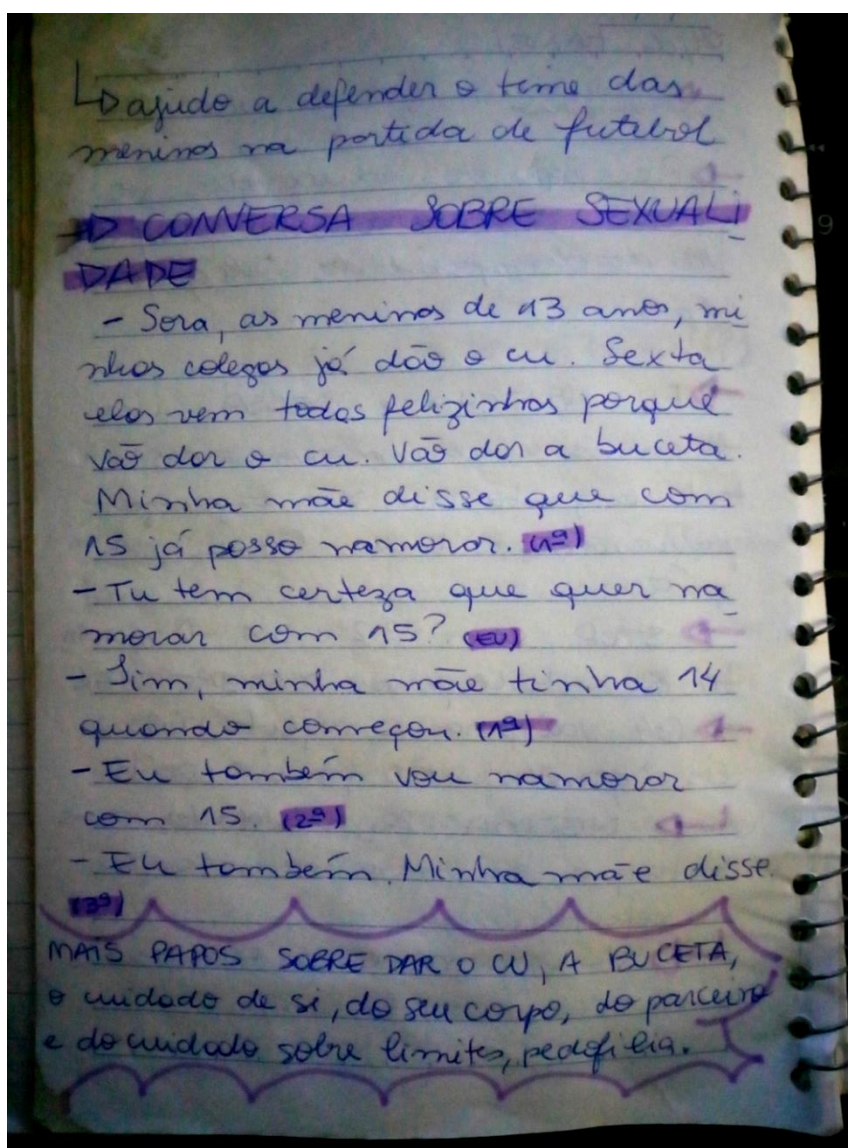 ↳ ajudo a defender o time das
meninas na partida de futebol
→ CONVERSA SOBRE SEXUALI
DADE
- Sora, as meninas de 13 anos, mi
nhas colegas já dão o cu. Sexta
elas vem todas felizinhas porque
vão dar o cu. Vão dar a buceta.
Minha mãe disse que com
15 já posso namorar. (1ª)
- Tu tem certeza que quer na
morar com 15? (EU)
- Sim, minha mãe tinha 14
quando começou. (1ª)
- Eu também vou namorar
com 15. (2ª)
- Eu também. Minha mãe disse.
(3ª)
MAIS PAPOS SOBRE DAR O CU, A BUCETA,
o cuidado de si, do seu corpo, do parceiro
e do cuidado sobre limites, pedofilia.